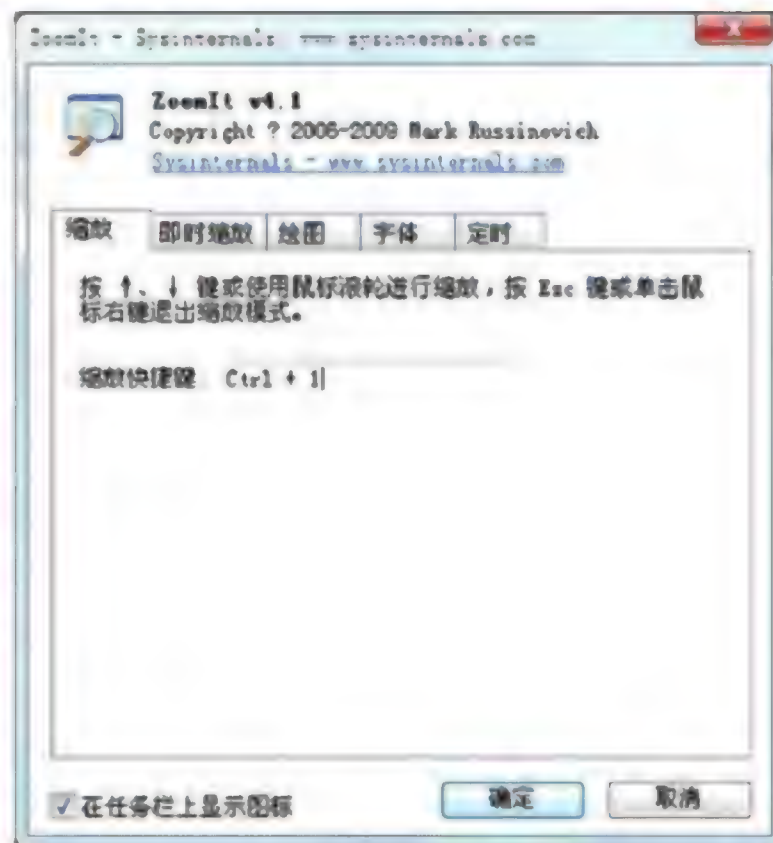 ZoomIt - Sysinternals: www.sysinternals.com
ZoomIt v4.1
Copyright ? 2006-2009 Mark Russinovich
Sysinternals - www.sysinternals.com
缩放 即时缩放 绘图 字体 定时
按 ↑、↓ 键或使用鼠标滚轮进行缩放，按 Esc 键或单击鼠
标右键退出缩放模式。
缩放快捷键: Ctrl + 1
在任务栏上显示图标
确定 取消